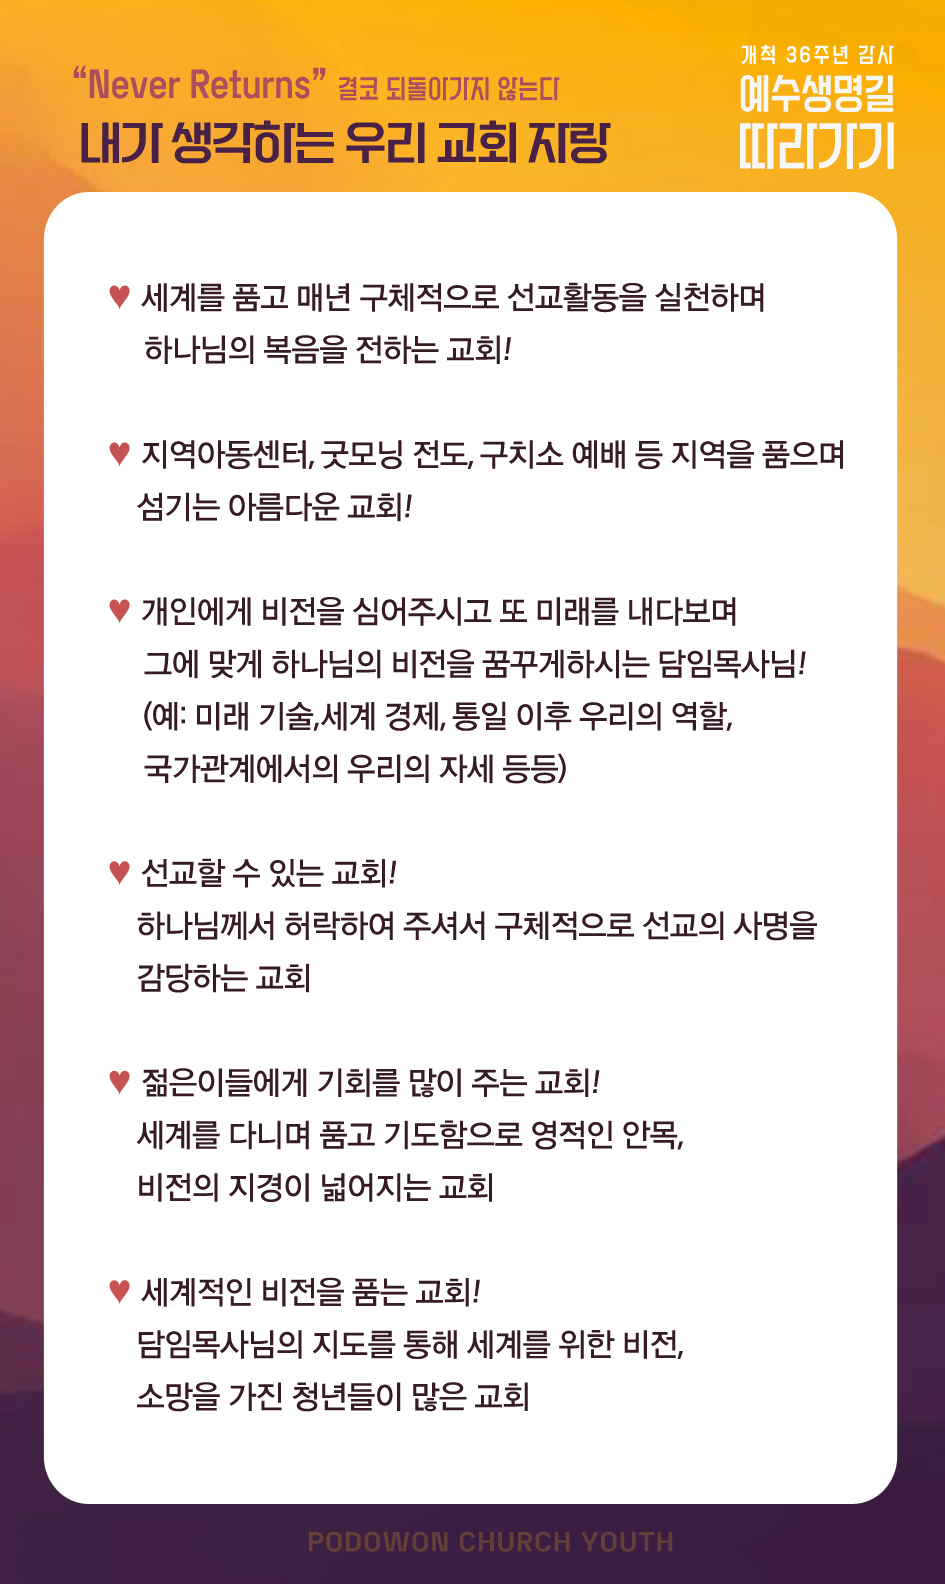 “Never Returns” 결코 되돌아가지 않는다
내가 생각하는 우리 교회 자랑
개척 36주년 감사
예수생명길
따라가기
♥ 세계를 품고 매년 구체적으로 선교활동을 실천하며
하나님의 복음을 전하는 교회!
♥ 지역아동센터, 굿모닝 전도, 구치소 예배 등 지역을 품으며
섬기는 아름다운 교회!
♥ 개인에게 비전을 심어주시고 또 미래를 내다보며
그에 맞게 하나님의 비전을 꿈꾸게하시는 담임목사님!
(예: 미래 기술,세계 경제, 통일 이후 우리의 역할,
국가관계에서의 우리의 자세 등등)
♥ 선교할 수 있는 교회!
하나님께서 허락하여 주셔서 구체적으로 선교의 사명을
감당하는 교회
♥ 젊은이들에게 기회를 많이 주는 교회!
세계를 다니며 품고 기도함으로 영적인 안목,
비전의 지경이 넓어지는 교회
♥ 세계적인 비전을 품는 교회!
담임목사님의 지도를 통해 세계를 위한 비전,
소망을 가진 청년들이 많은 교회
PODOWON CHURCH YOUTH